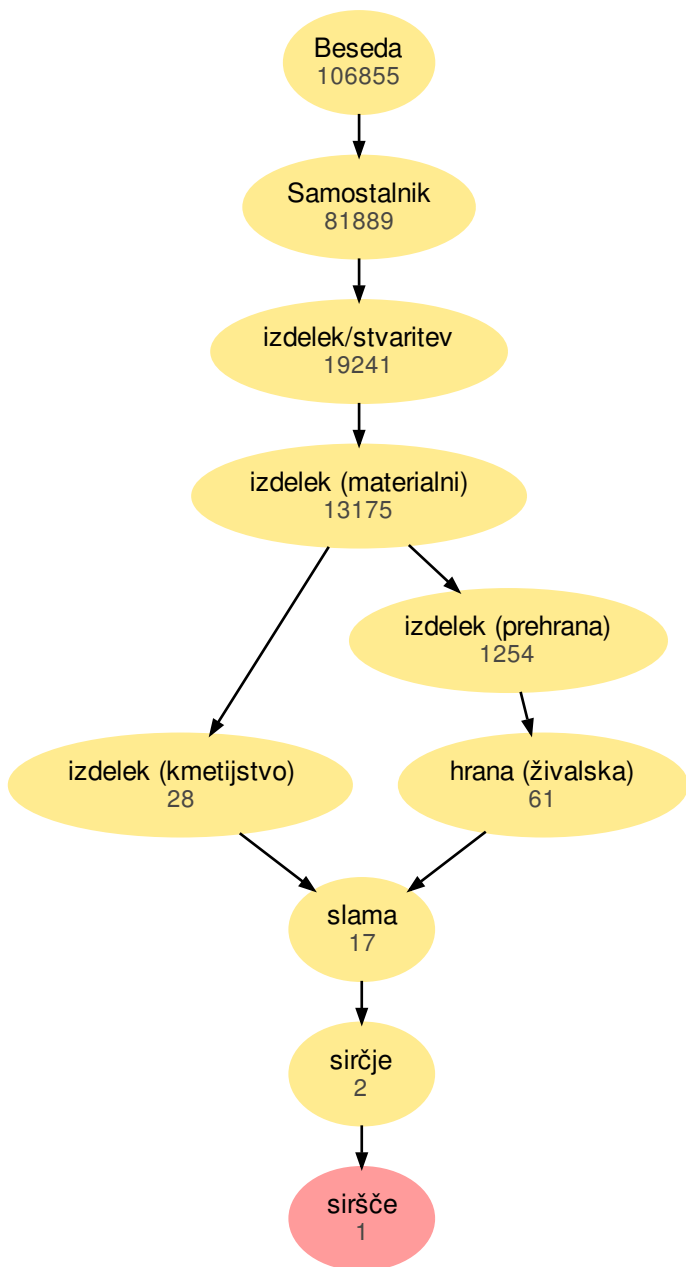 Beseda
106855
Samostalnik
81889
izdelek/stvaritev
19241
izdelek (materialni)
13175
izdelek (prehrana)
1254
izdelek (kmetijstvo)
28
hrana (živalska)
61
slama
17
sirčje
2
siršče
1